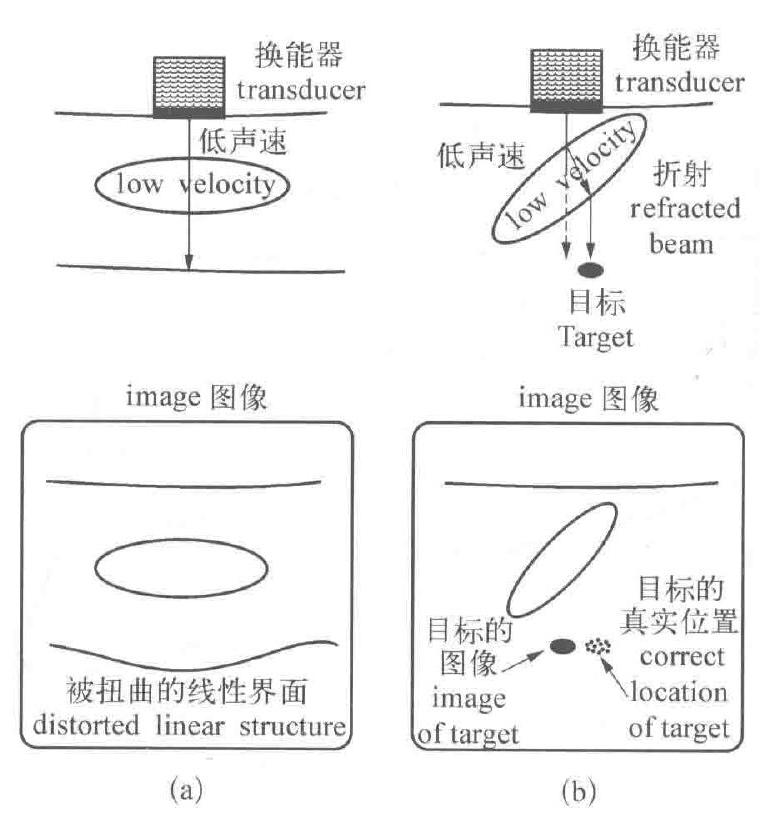 换能器
transducer
低声速
low velocity
换能器
transducer
低声速
low velocity
折射
refracted
beam
目标
Target
image 图像
被扭曲的线性界面
distorted linear structure
(a)
image 图像
目标的
图像
image
of target
目标的
真实位置
correct
location
of target
(b)